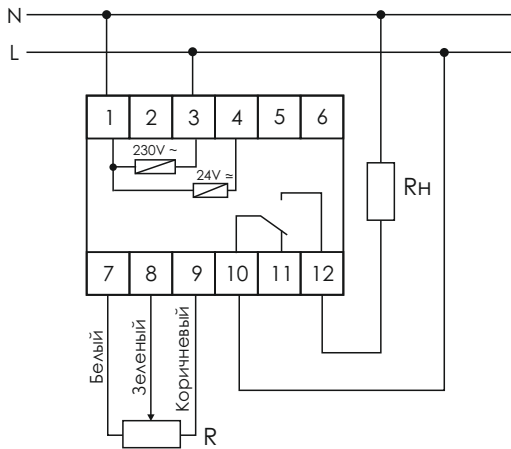 N
L
1 2 3 4 5 6
230V ~
24V ≃
Rн
7 8 9 10 11 12
Белый
Зеленый
Коричневый
R